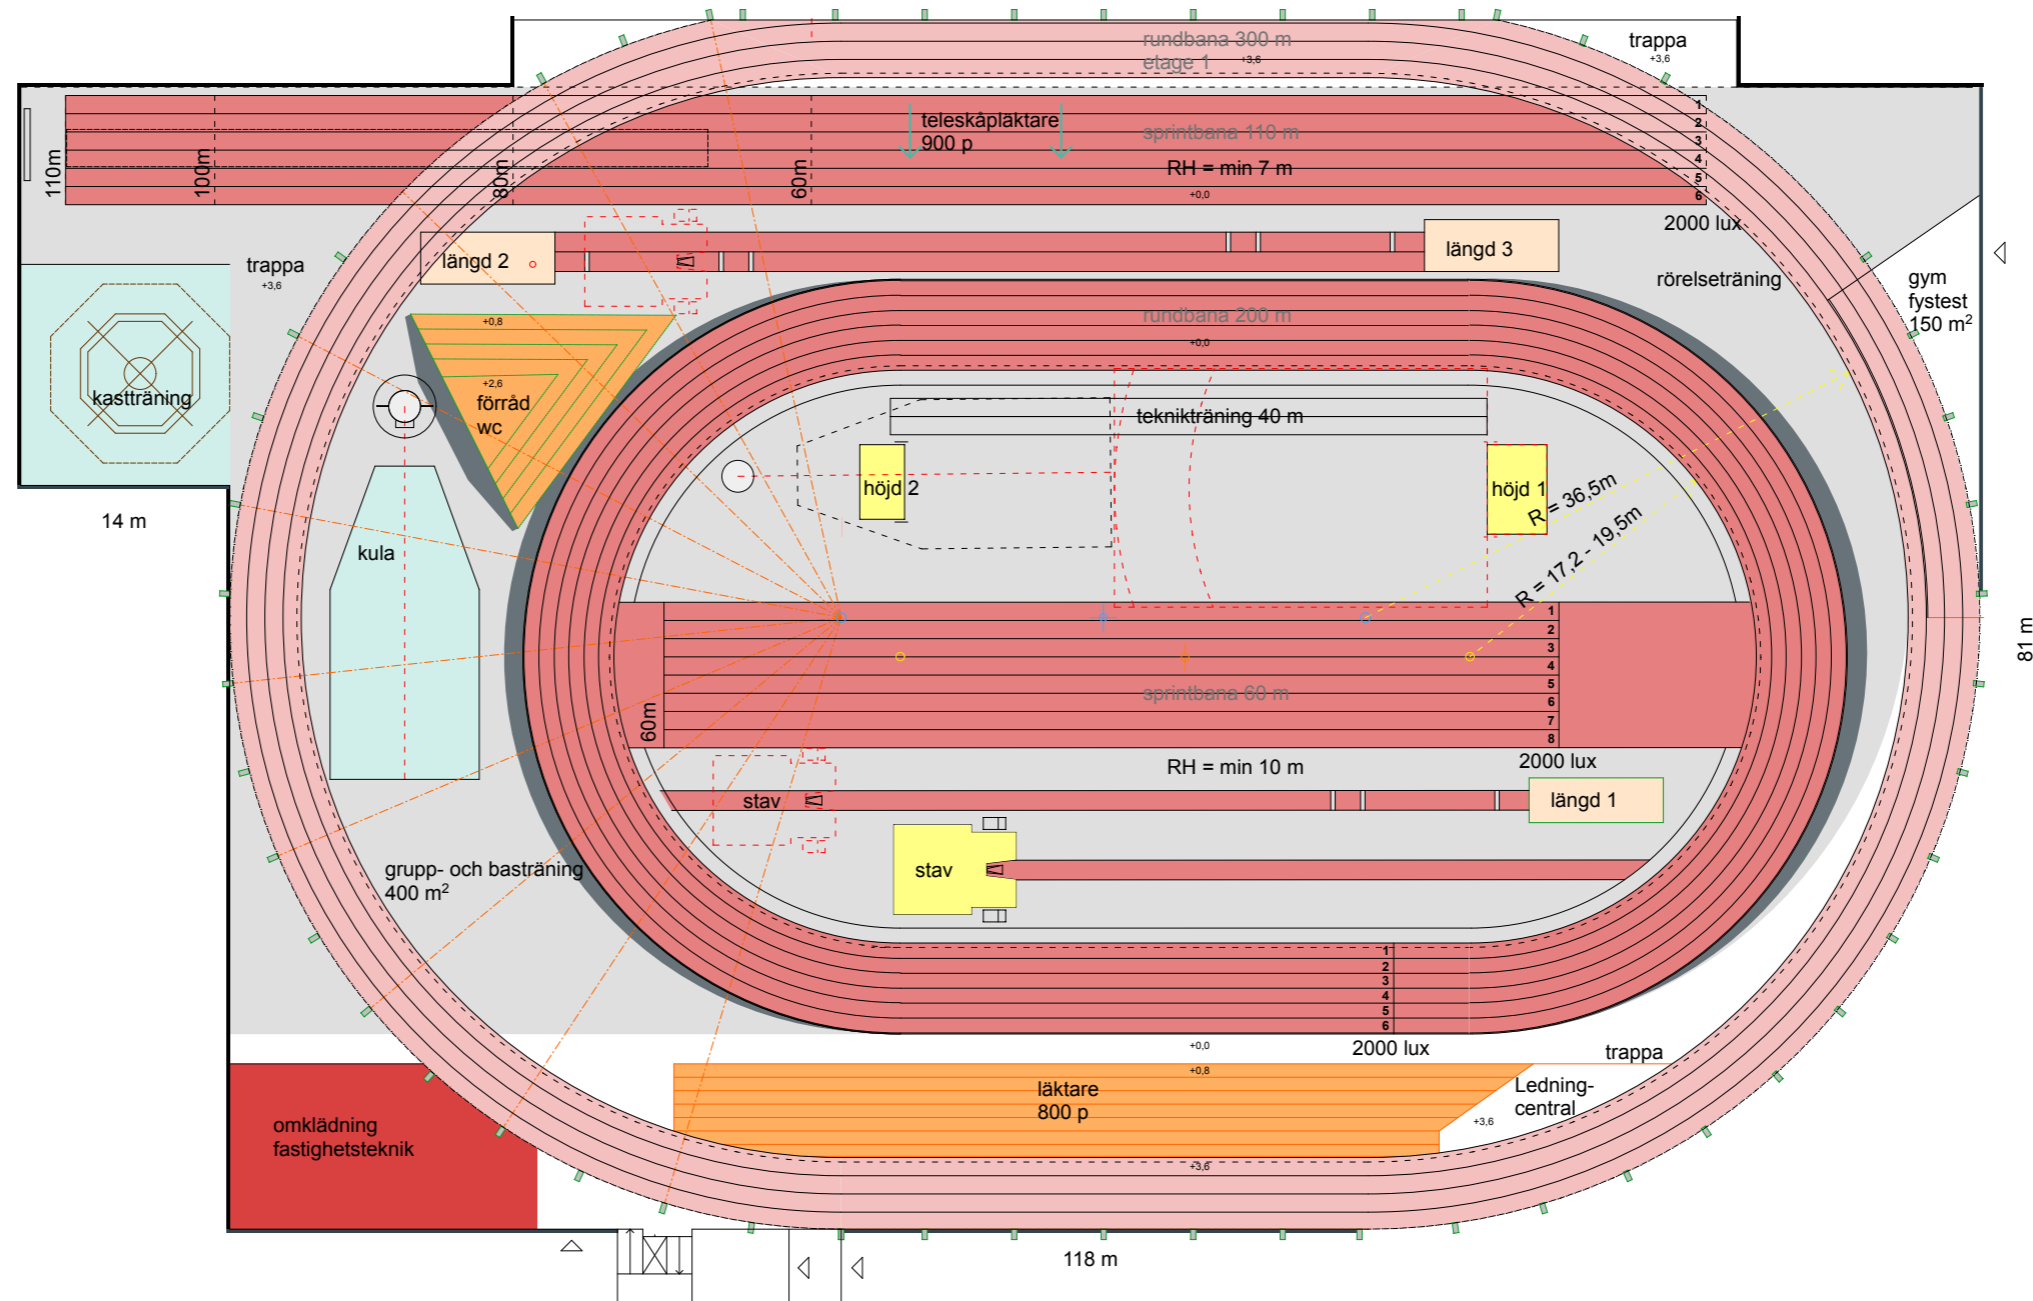 rundbana 300 m
etage 1
+3,6
trappa
+3,6
110m
100m
80m
60m
teleskåpläktare
900 p
sprintbana 110 m
RH = min 7 m
+0,0
1
2
3
4
5
6
2000 lux
trappa
+3,6
längd 2
längd 3
rörelseträning
gym
fystest
150 m²
kastträning
+0,8
+2,6
förråd
wc
rundbana 200 m
+0,0
teknikträning 40 m
höjd 2
höjd 1
R = 36,5m
R = 17,2 - 19,5m
14 m
kula
81 m
60m
sprintbana 60 m
1
2
3
4
5
6
7
8
RH = min 10 m
2000 lux
stav
längd 1
stav
grupp- och basträning
400 m²
1
2
3
4
5
6
+0,0
2000 lux
trappa
+0,8
läktare
800 p
Ledning-
central
+3,6
omklädning
fastighetsteknik
+3,6
118 m